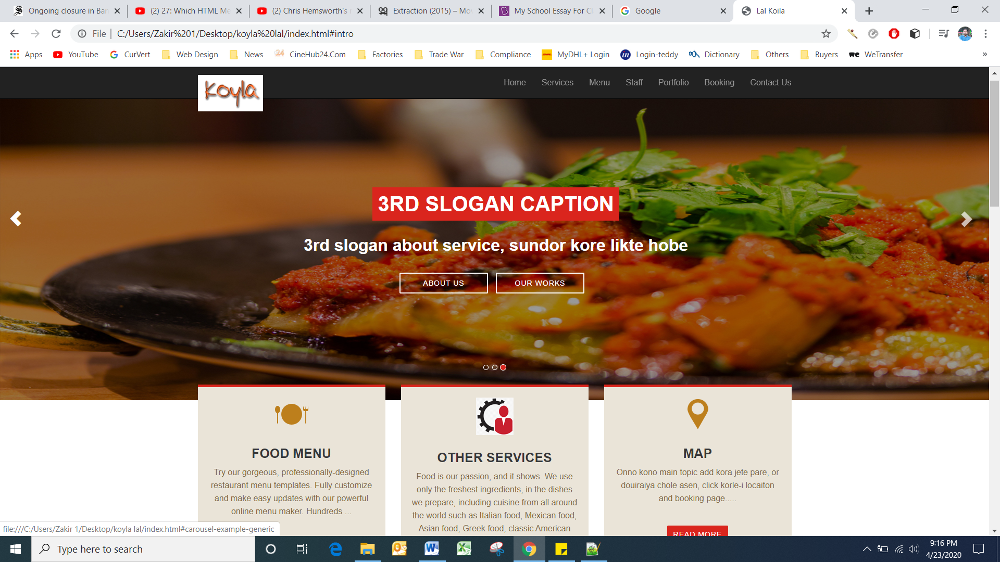 Ongoing closure in Ban
(2) 27: Which HTML Me
(2) Chris Hemsworth's
Extraction (2015) – Mov
My School Essay For Cl
Google
Lal Koila
File
C:/Users/Zakir%201/Desktop/koyla%20lal/index.html#intro
Apps
YouTube
CurVert
Web Design
News
CineHub24.Com
Factories
Trade War
Compliance
MyDHL+ Login
Login-teddy
Dictionary
Others
Buyers
WeTransfer
»
Koyla
Home
Services
Menu
Staff
Portfolio
Booking
Contact Us
3RD SLOGAN CAPTION
3rd slogan about service, sundor kore likte hobe
ABOUT US
OUR WORKS
FOOD MENU
Try our gorgeous, professionally-designed
restaurant menu templates. Fully customize
and make easy updates with our powerful
online menu maker. Hundreds ...
OTHER SERVICES
Food is our passion, and it shows. We use
only the freshest ingredients, in the dishes
we prepare, including cuisine from all around
the world such as Italian food, Mexican food,
Asian food, Greek food, classic American
MAP
Onno kono main topic add kora jete pare, or
douiraiya chole asen, click korle-i locaiton
and booking page.....
READ MORE
file:///C:/Users/Zakir 1/Desktop/koyla lal/index.html#carousel-example-generic
Type here to search
9:16 PM
4/23/2020